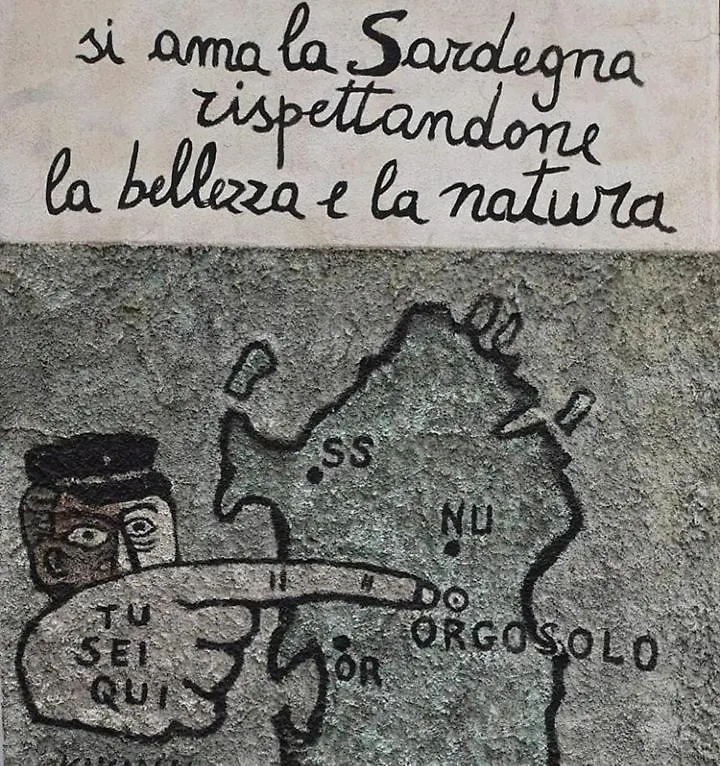 si ama la Sardegna
rispettandone
la bellezza e la natura
SS
NU
ORGOSOLO
OR
TU
SEI
QUI